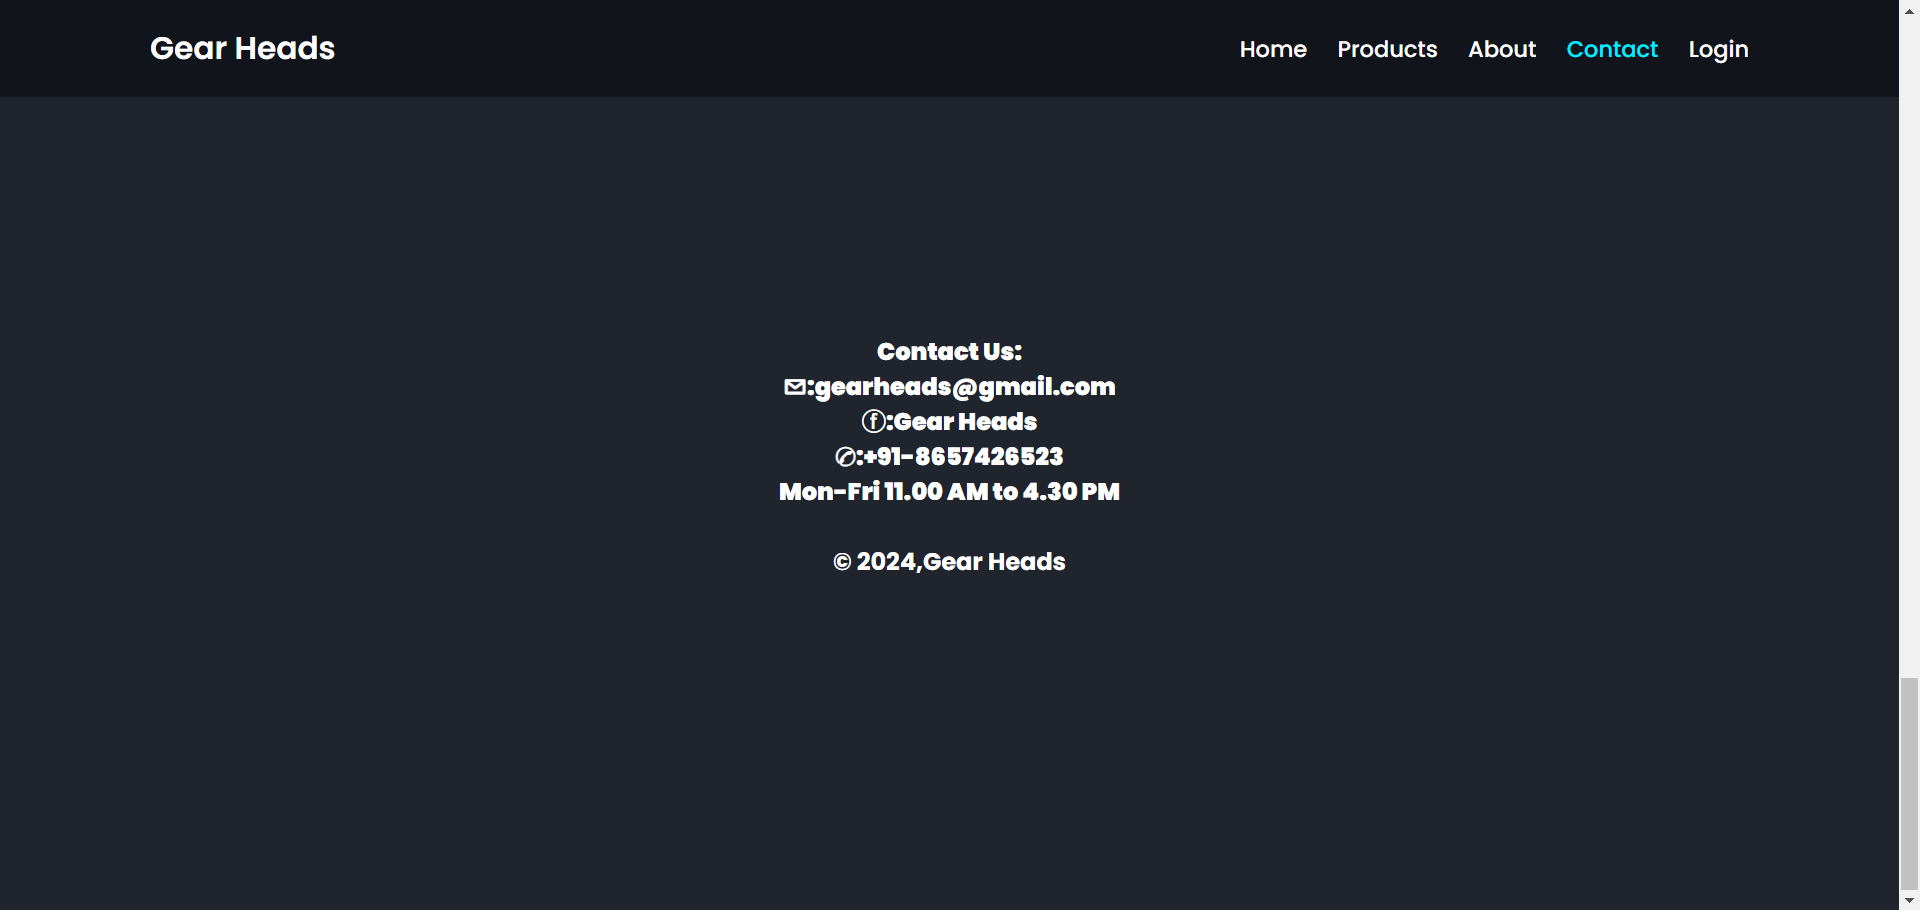 Gear Heads
Home Products About Contact Login
Contact Us:
🖂:gearheads@gmail.com
ⓕ:Gear Heads
✆:+91-8657426523
Mon-Fri 11.00 AM to 4.30 PM
© 2024,Gear Heads